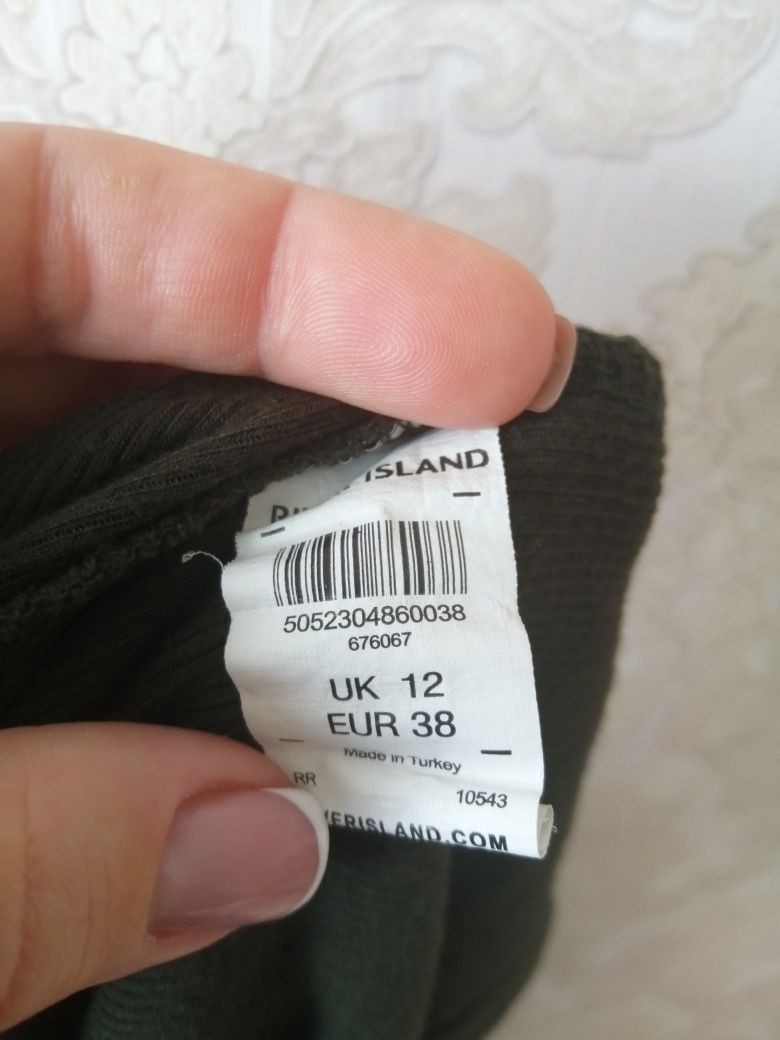 ISLAND
5052304860038
676067
UK 12
EUR 38
Made in Turkey
RR
10543
ERISLAND.COM